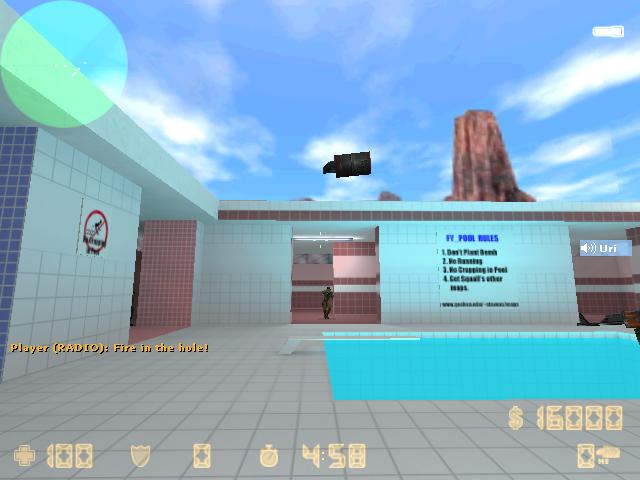 FY_POOL RULES
1. Don't Plant Bomb
2. No Running
3. No Crapping in Pool
4. Get Squall's other
maps.
Uri
Player (RADIO): Fire in the hole!
$ 16000
100 0 4:58 0